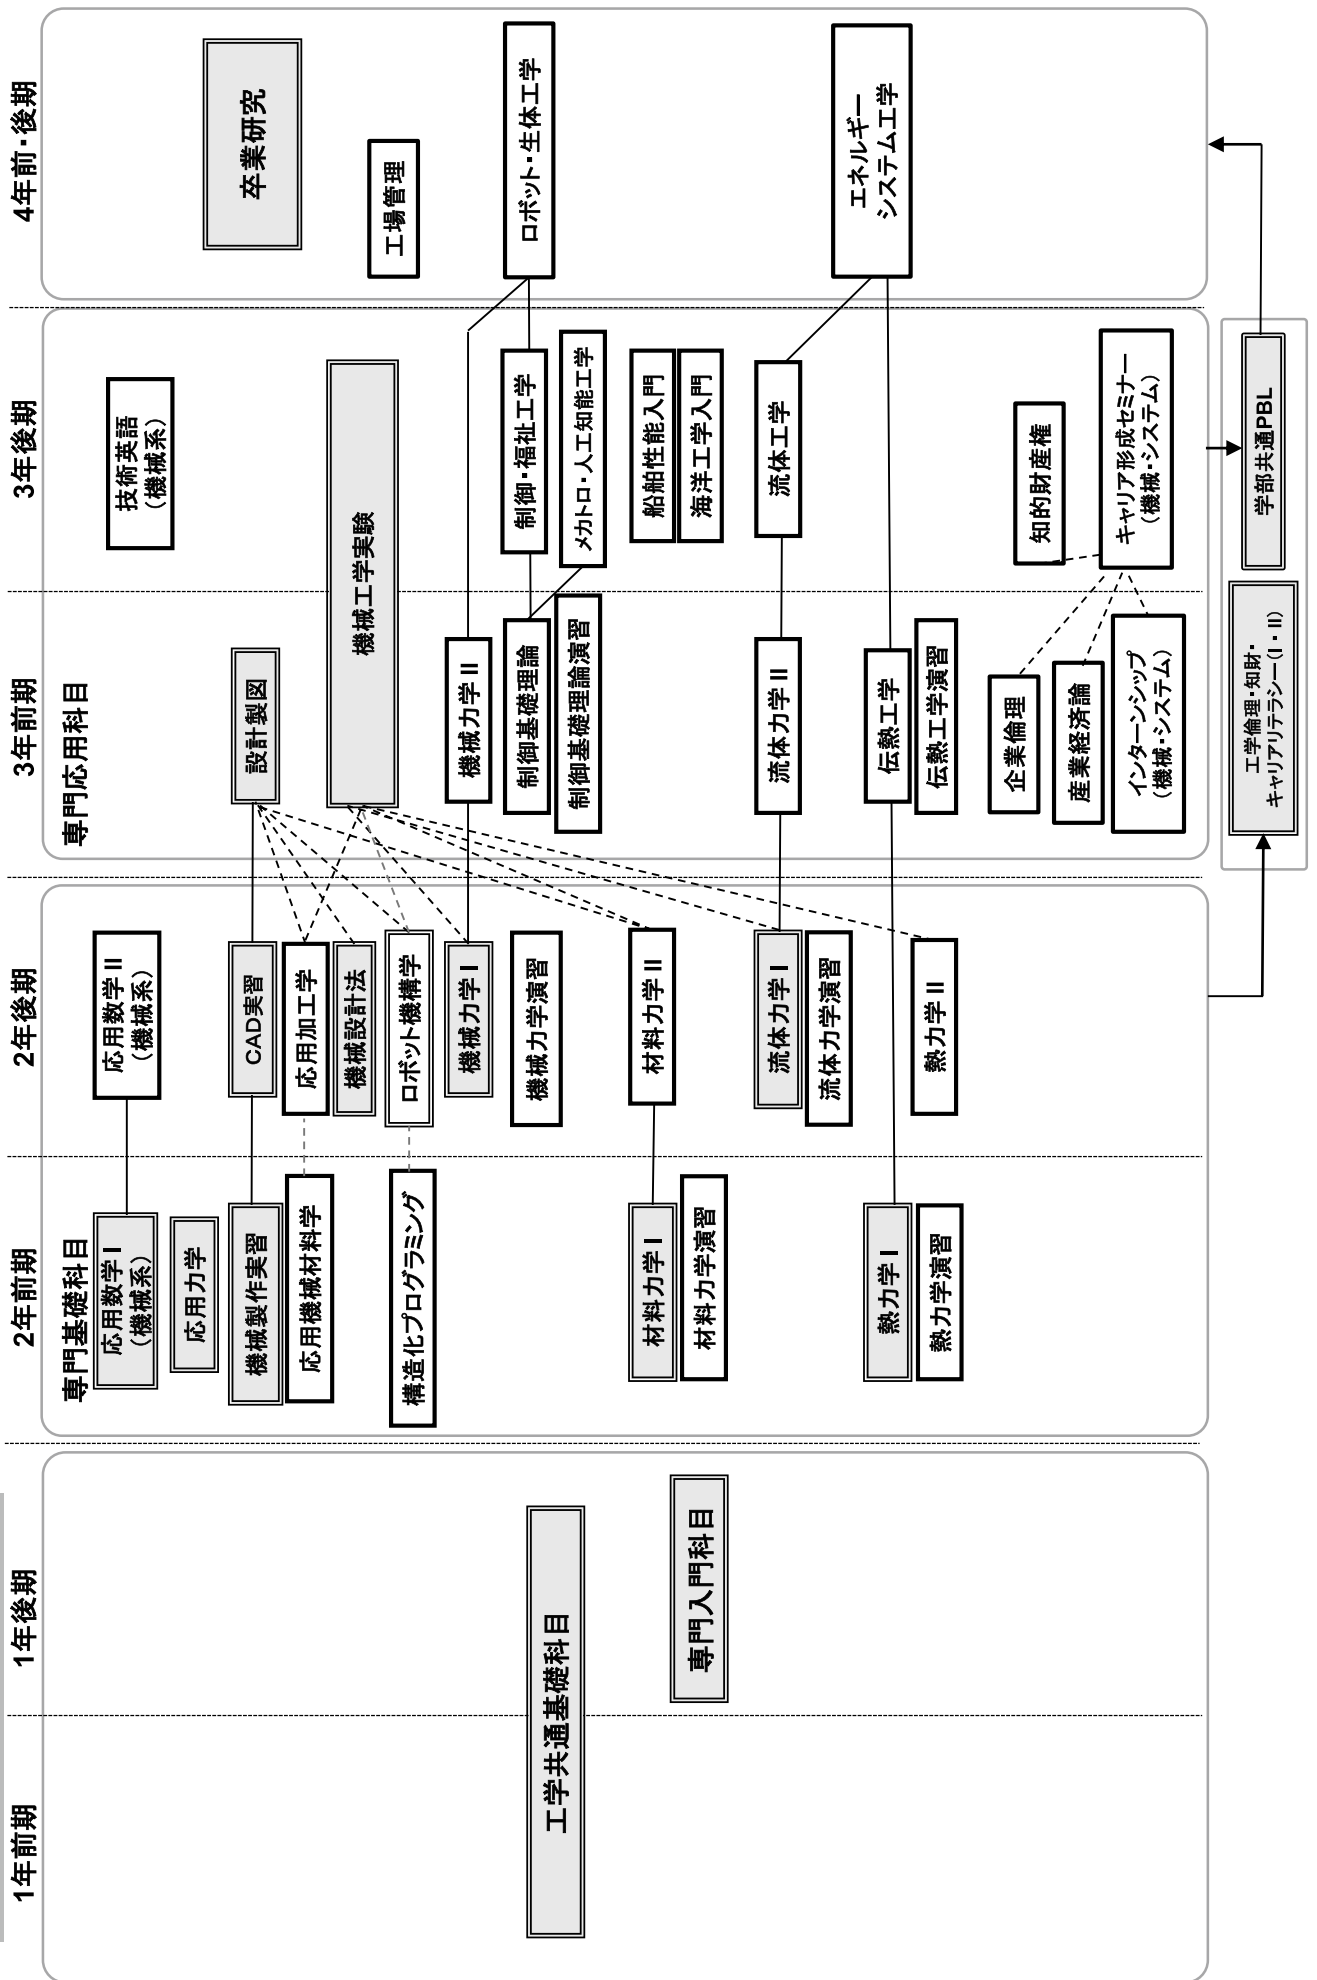 1年前期
1年後期
2年前期
2年後期
3年前期
3年後期
4年前・後期
工学共通基礎科目
専門入門科目
専門基礎科目
応用数学 I
（機械系）
応用力学
機械製作実習
応用機械材料学
構造化プログラミング
材料力学 I
材料力学演習
熱力学 I
熱力学演習
応用数学 II
（機械系）
CAD実習
応用加工学
機械設計法
ロボット機構学
機械力学 I
機械力学演習
材料力学 II
流体力学 I
流体力学演習
熱力学 II
専門応用科目
設計製図
機械工学実験
機械力学 II
制御基礎理論
制御基礎理論演習
流体力学 II
伝熱工学
伝熱工学演習
企業倫理
産業経済論
インターンシップ
（機械・システム）
工学倫理・知財・
キャリアリテラシー(I・II)
技術英語
（機械系）
制御・福祉工学
メカトロ・人工知能工学
船舶性能入門
海洋工学入門
流体工学
知的財産権
キャリア形成セミナー
（機械・システム）
学部共通PBL
卒業研究
工場管理
ロボット・生体工学
エネルギー
システム工学